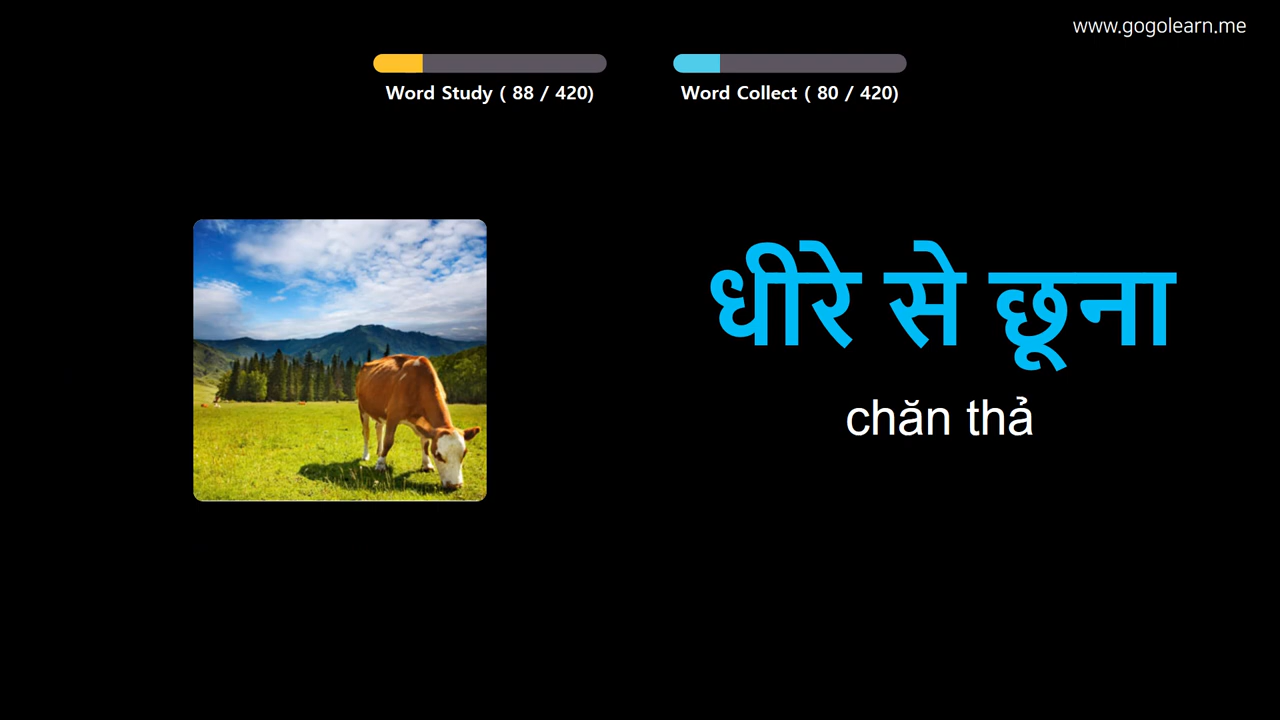 www.gogolearn.me
Word Study ( 88 / 420)
Word Collect ( 80 / 420)
धीरे से छूना
chăn thả